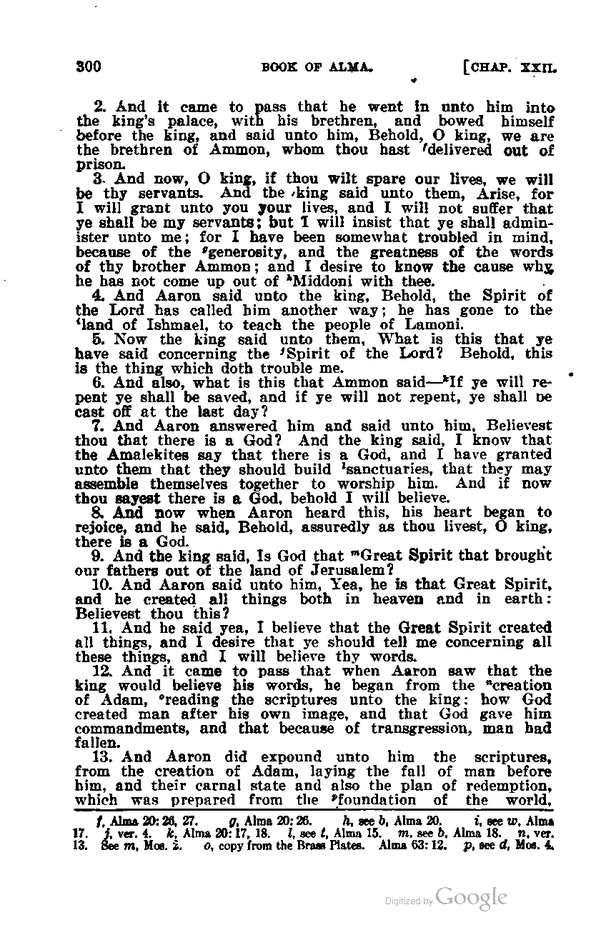 300 BOOK OF ALMA. [CHAP. XXII.
2. And it came to pass that he went in unto him into
the king's palace, with his brethren, and bowed himself
before the king, and said unto him, Behold, O king, we are
the brethren of Ammon, whom thou hast fdelivered out of
prison.
3. And now, O king, if thou wilt spare our lives, we will
be thy servants. And the king said unto them, Arise, for
I will grant unto you your lives, and I will not suffer that
ye shall be my servants; but I will insist that ye shall admin-
ister unto me; for I have been somewhat troubled in mind,
because of the ggenerosity, and the greatness of the words
of thy brother Ammon; and I desire to know the cause why
he has not come up out of hMiddoni with thee.
4. And Aaron said unto the king, Behold, the Spirit of
the Lord has called him another way; he has gone to the
iland of Ishmael, to teach the people of Lamoni.
5. Now the king said unto them, What is this that ye
have said concerning the jSpirit of the Lord? Behold, this
is the thing which doth trouble me.
6. And also, what is this that Ammon said—kIf ye will re-
pent ye shall be saved, and if ye will not repent, ye shall be
cast off at the last day?
7. And Aaron answered him and said unto him, Believest
thou that there is a God? And the king said, I know that
the Amalekites say that there is a God, and I have granted
unto them that they should build lsanctuaries, that they may
assemble themselves together to worship him. And if now
thou sayest there is a God, behold I will believe.
8. And now when Aaron heard this, his heart began to
rejoice, and he said, Behold, assuredly as thou livest, O king,
there is a God.
9. And the king said, Is God that mGreat Spirit that brought
our fathers out of the land of Jerusalem?
10. And Aaron said unto him, Yea, he is that Great Spirit,
and he created all things both in heaven and in earth:
Believest thou this?
11. And he said yea, I believe that the Great Spirit created
all things, and I desire that ye should tell me concerning all
these things, and I will believe thy words.
12. And it came to pass that when Aaron saw that the
king would believe his words, he began from the ncreation
of Adam, oreading the scriptures unto the king: how God
created man after his own image, and that God gave him
commandments, and that because of transgression, man had
fallen.
13. And Aaron did expound unto him the scriptures,
from the creation of Adam, laying the fall of man before
him, and their carnal state and also the plan of redemption,
which was prepared from the pfoundation of the world,
f, Alma 20:26, 27. g, Alma 20:26. h, see b, Alma 20. i, see w, Alma
17. j, ver. 4. k, Alma 20:17, 18. l, see t, Alma 15. m, see b, Alma 18. n, ver.
13. See m, Mos. 2. o, copy from the Brass Plates. Alma 63:12. p, see d, Mos. 4.
Digitized by Google